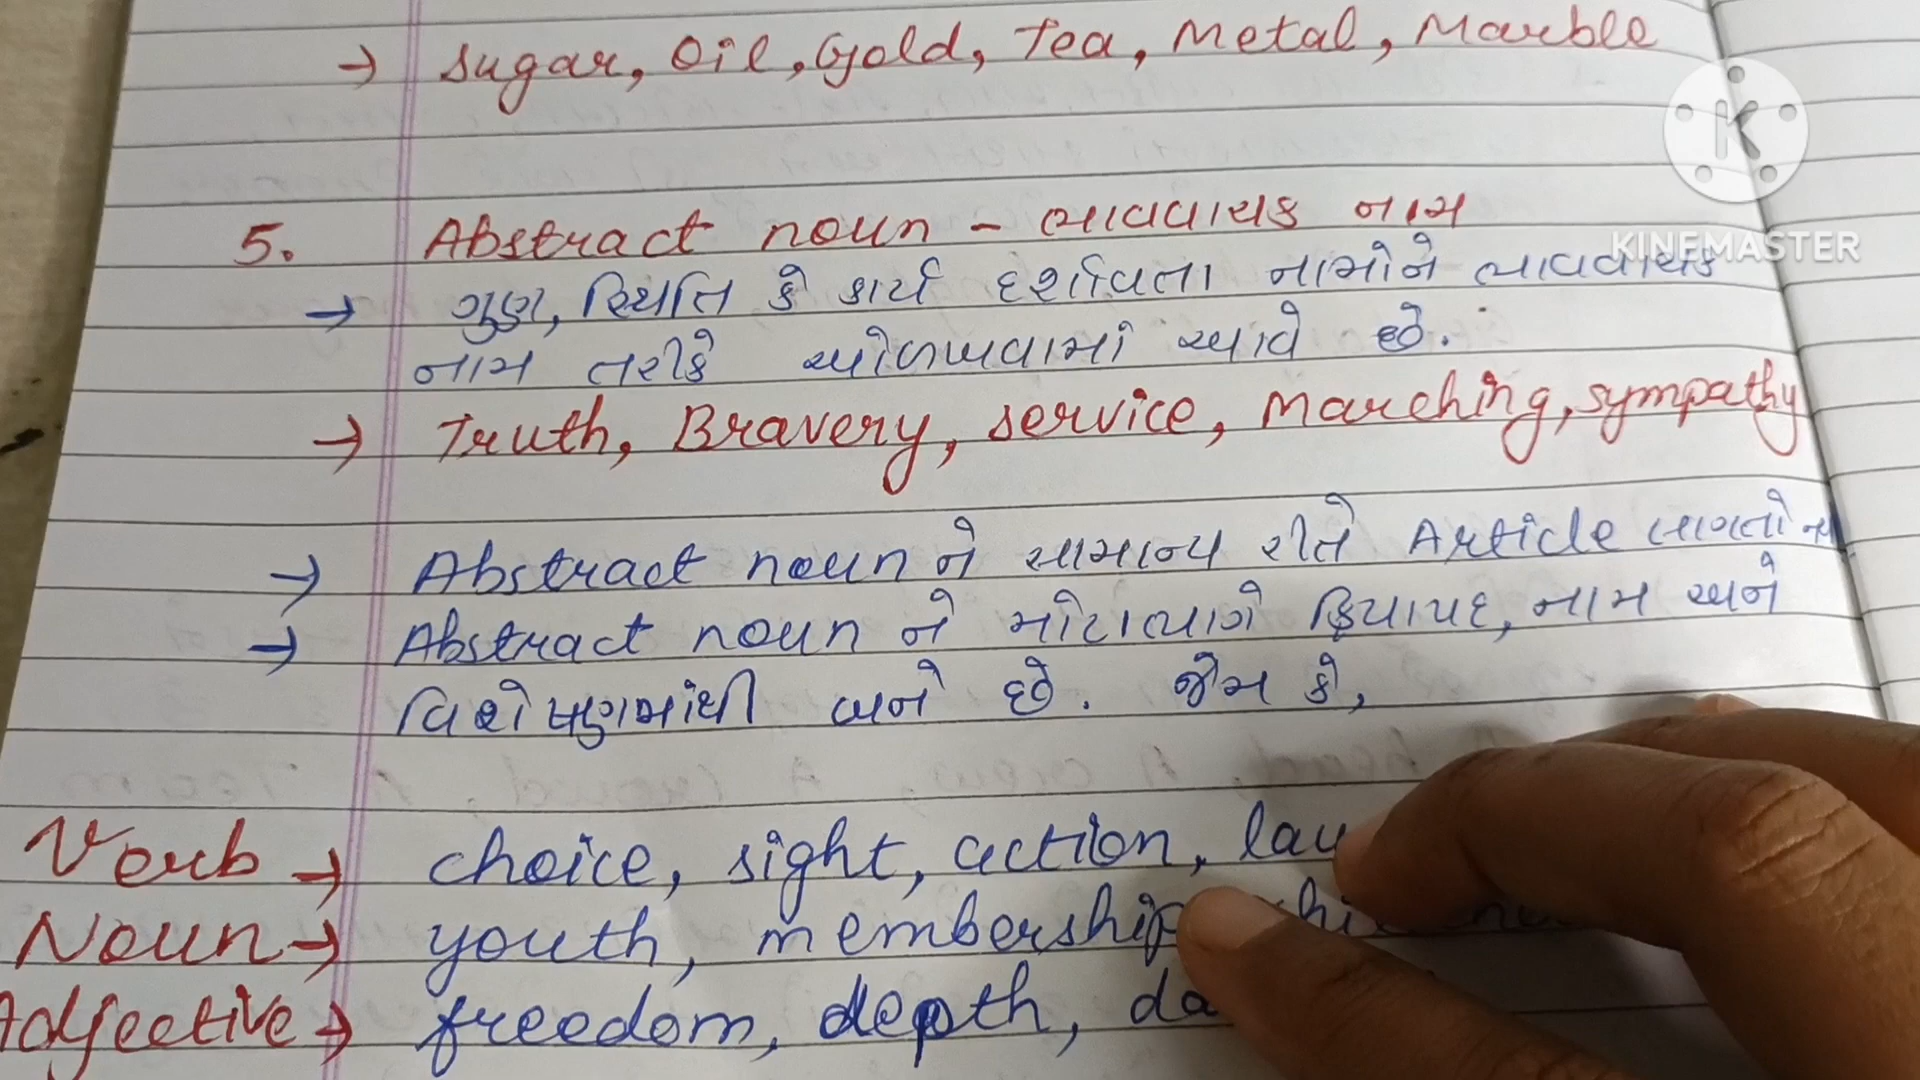 → Sugar, Oil, Gold, Tea, Metal, Marble
KINEMASTER
5. Abstract noun - ભાવવાચક નામ
→ ગુણ, સ્થિતિ કે કાર્ય દર્શાવતા નામોને ભાવવાચક
નામ તરીકે ઓળખવામાં આવે છે.
→ Truth, Bravery, service, Marching, sympathy
→ Abstract noun ને સામાન્ય રીતે Article લાગતો
→ Abstract noun ને મોટાભાગે ક્રિયાપદ, નામ અને
વિશેષણમાંથી બને છે. જેમ કે,
Verb → choice, sight, action,
Noun → youth, membership
Adjective → freedom, depth,